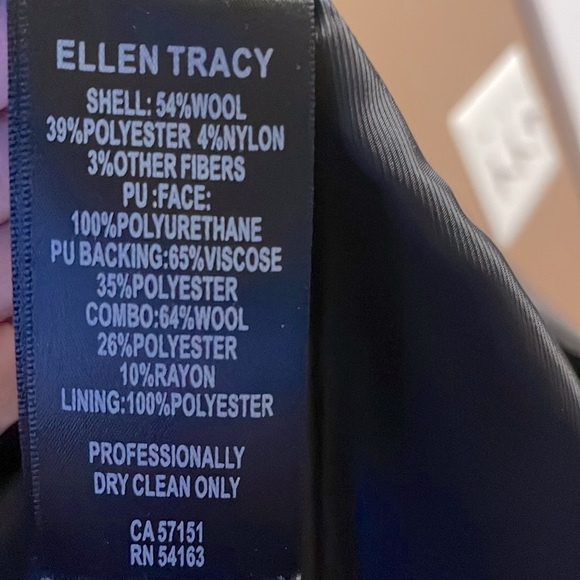 ELLEN TRACY
SHELL: 54%WOOL
39%POLYESTER 4%NYLON
3%OTHER FIBERS
PU :FACE:
100%POLYURETHANE
PU BACKING:65%VISCOSE
35%POLYESTER
COMBO:64%WOOL
26%POLYESTER
10%RAYON
LINING:100%POLYESTER
PROFESSIONALLY
DRY CLEAN ONLY
CA 57151
RN 54163